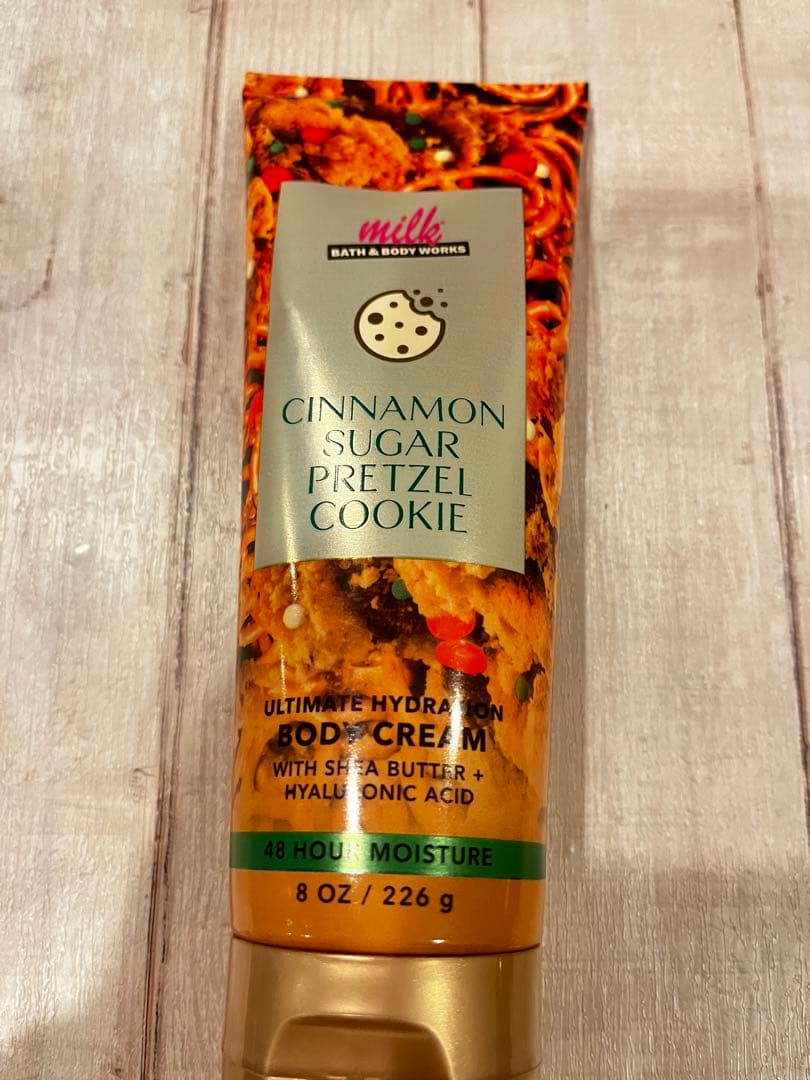 milk
BATH & BODY WORKS
CINNAMON
SUGAR
PRETZEL
COOKIE
ULTIMATE HYDRATION
BODY CREAM
WITH SHEA BUTTER +
HYALURONIC ACID
48 HOUR MOISTURE
8 OZ / 226 g